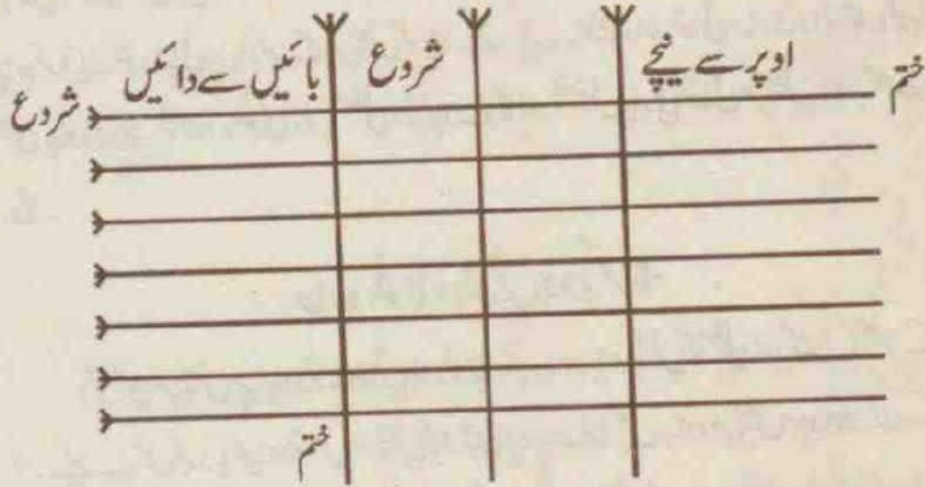 اوپر سے نیچے
شروع
بائیں سے دائیں
ختم
شروع
ختم